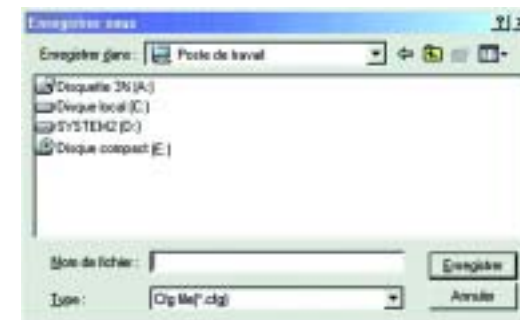 Enregistrer sous
Enregistrer dans : Poste de travail
Disquette 3½ (A:)
Disque local (C:)
SYSTEM2 (D:)
Disque compact (E:)
Nom de fichier : Enregistrer
Type : Cfg file(*.cfg) Annuler